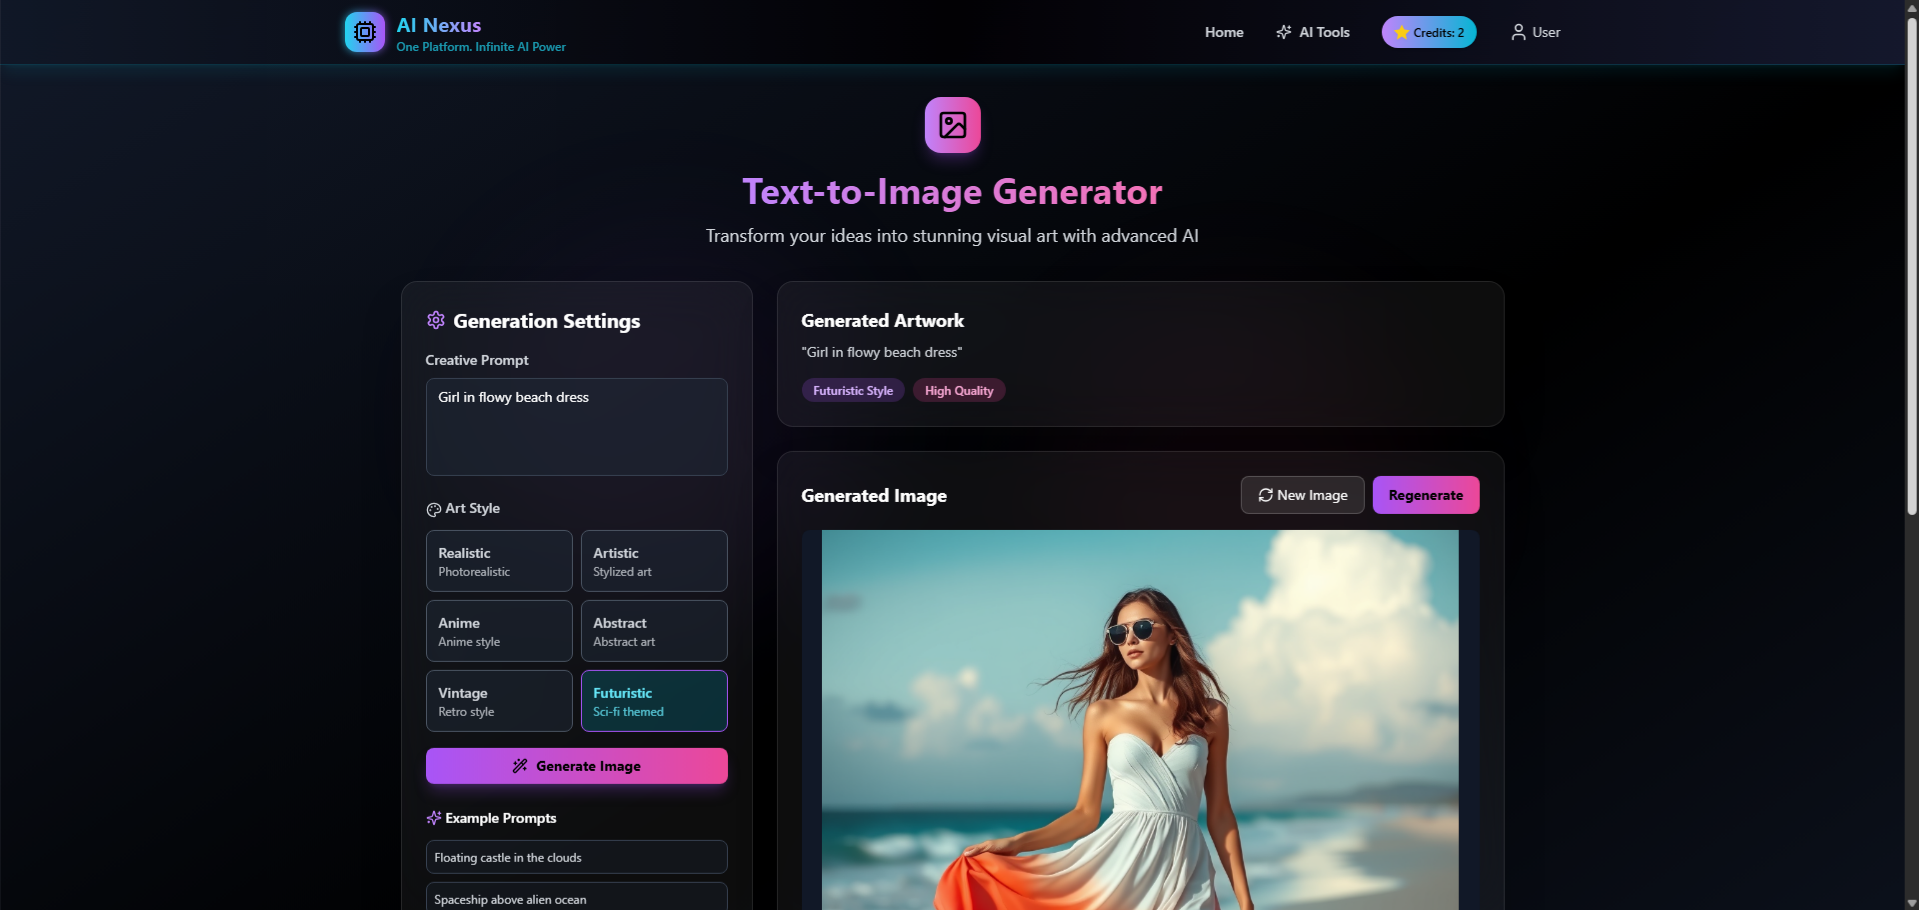 AI Nexus
One Platform. Infinite AI Power
Home
AI Tools
Credits: 2
User
Text-to-Image Generator
Transform your ideas into stunning visual art with advanced AI
Generation Settings
Creative Prompt
Girl in flowy beach dress
Art Style
Realistic
Photorealistic
Artistic
Stylized art
Anime
Anime style
Abstract
Abstract art
Vintage
Retro style
Futuristic
Sci-fi themed
Generate Image
Example Prompts
Floating castle in the clouds
Spaceship above alien ocean
Generated Artwork
"Girl in flowy beach dress"
Futuristic Style
High Quality
Generated Image
New Image
Regenerate